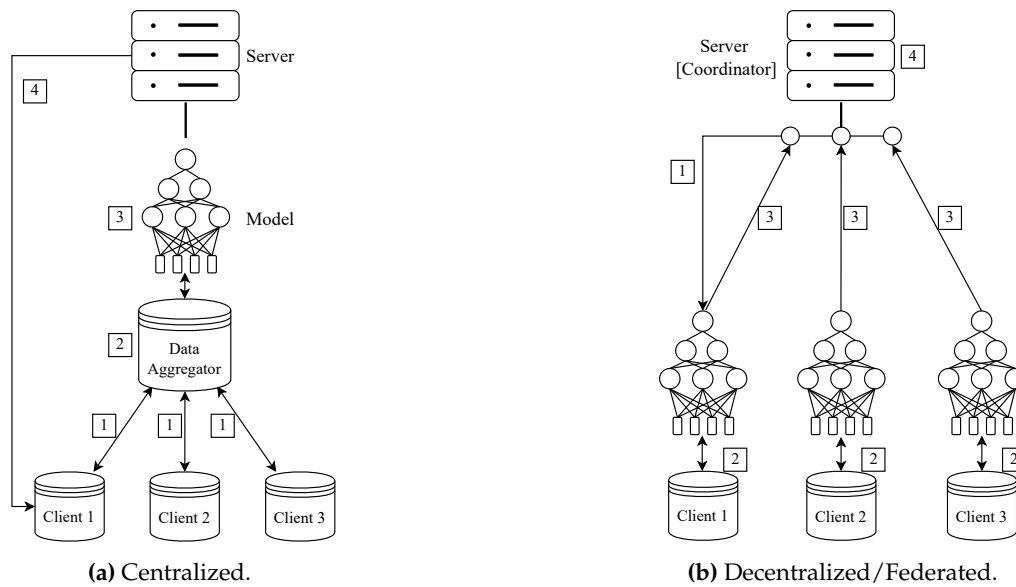 Server
4
3
Model
2
Data
Aggregator
1
1
1
Client 1
Client 2
Client 3
(a) Centralized.
Server
[Coordinator]
4
1
3
3
3
2
2
2
Client 1
Client 2
Client 3
(b) Decentralized/Federated.